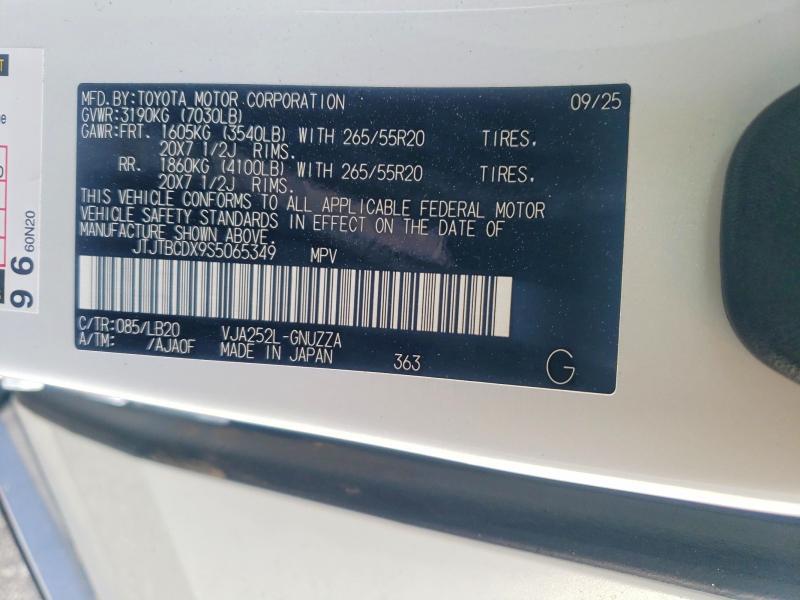 MFD.BY:TOYOTA MOTOR CORPORATION 09/25
GVWR:3190KG (7030LB)
GAWR:FRT. 1605KG (3540LB) WITH 265/55R20 TIRES.
20X7 1/2J RIMS.
RR. 1860KG (4100LB) WITH 265/55R20 TIRES.
20X7 1/2J RIMS.
THIS VEHICLE CONFORMS TO ALL APPLICABLE FEDERAL MOTOR
VEHICLE SAFETY STANDARDS IN EFFECT ON THE DATE OF
MANUFACTURE SHOWN ABOVE.
JTJTBCDX9S5065349 MPV
C/TR:085/LB20 VJA252L-GNUZZA
A/TM: /AJA0F MADE IN JAPAN 363 G
9 6 60N20